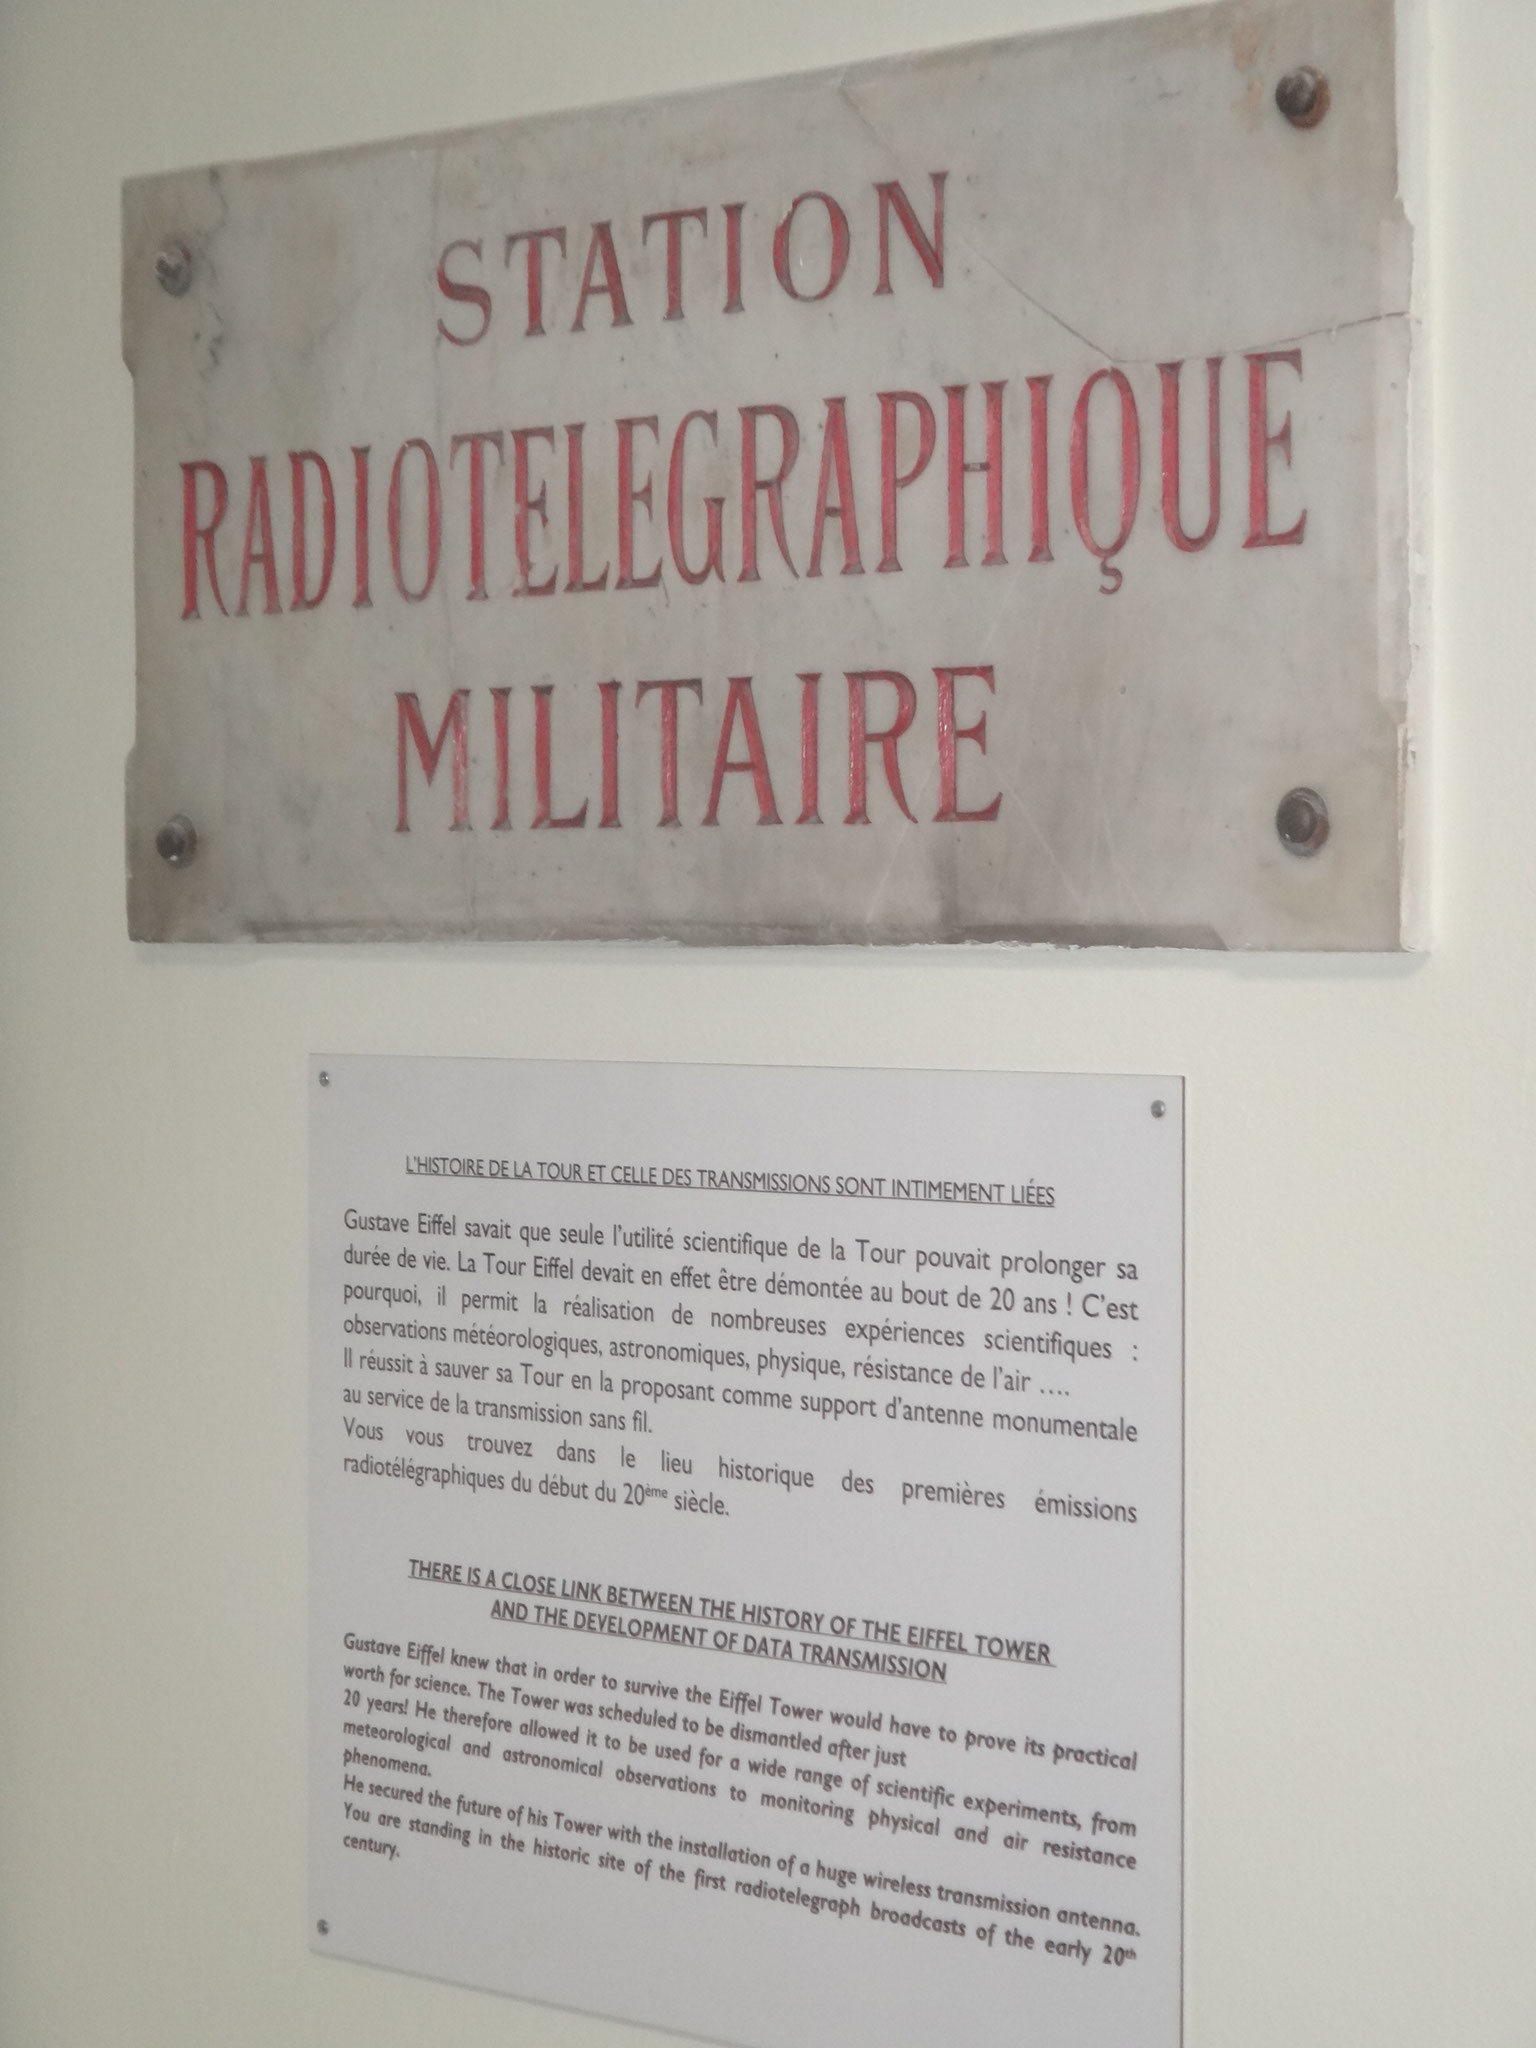 STATION
RADIOTELEGRAPHIQUE
MILITAIRE
L'HISTOIRE DE LA TOUR ET CELLE DES TRANSMISSIONS SONT INTIMEMENT LIÉES
Gustave Eiffel savait que seule l'utilité scientifique de la Tour pouvait prolonger sa
durée de vie. La Tour Eiffel devait en effet être démontée au bout de 20 ans ! C'est
pourquoi, il permit la réalisation de nombreuses expériences scientifiques :
observations météorologiques, astronomiques, physique, résistance de l'air ....
Il réussit à sauver sa Tour en la proposant comme support d'antenne monumentale
au service de la transmission sans fil.
Vous vous trouvez dans le lieu historique des premières émissions
radiotélégraphiques du début du 20ème siècle.
THERE IS A CLOSE LINK BETWEEN THE HISTORY OF THE EIFFEL TOWER
AND THE DEVELOPMENT OF DATA TRANSMISSION
Gustave Eiffel knew that in order to survive the Eiffel Tower would have to prove its practical
worth for science. The Tower was scheduled to be dismantled after just
20 years! He therefore allowed it to be used for a wide range of scientific experiments, from
meteorological and astronomical observations to monitoring physical and air resistance
phenomena.
He secured the future of his Tower with the installation of a huge wireless transmission antenna.
You are standing in the historic site of the first radiotelegraph broadcasts of the early 20th
century.